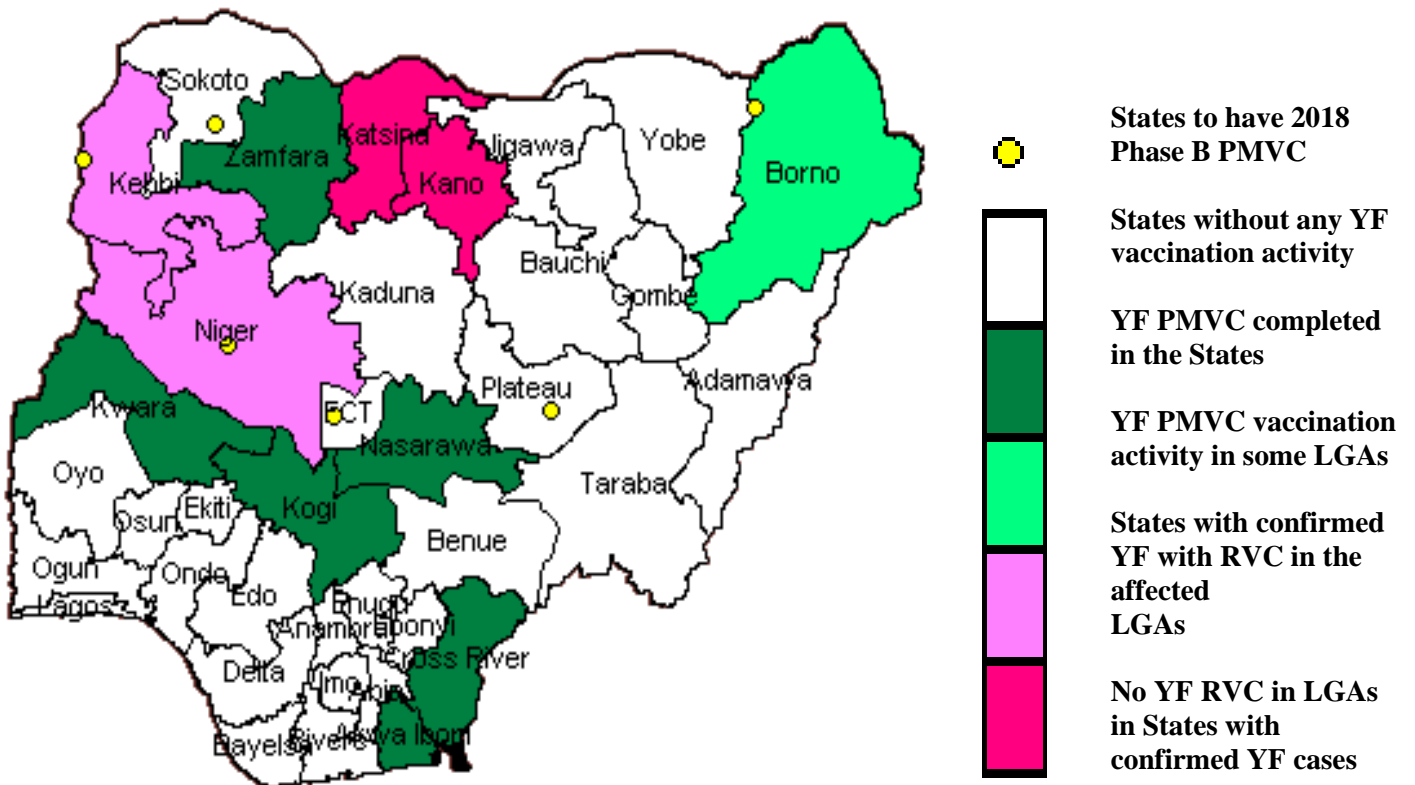 Sokoto
Katsina
Zamfara
Kebbi
Kano
Jigawa
Yobe
Borno
Bauchi
Gombe
Kaduna
Niger
Plateau
Adamawa
FCT
Kwara
Nasarawa
Oyo
Taraba
Kogi
Ekiti
Osun
Benue
Ogun
Ondo
Edo
Lagos
Enugu
Anambra
Ebonyi
Cross River
Delta
Imo
Abia
Bayelsa
Rivers
Akwa Ibom
States to have 2018
Phase B PMVC
States without any YF
vaccination activity
YF PMVC completed
in the States
YF PMVC vaccination
activity in some LGAs
States with confirmed
YF with RVC in the
affected
LGAs
No YF RVC in LGAs
in States with
confirmed YF cases